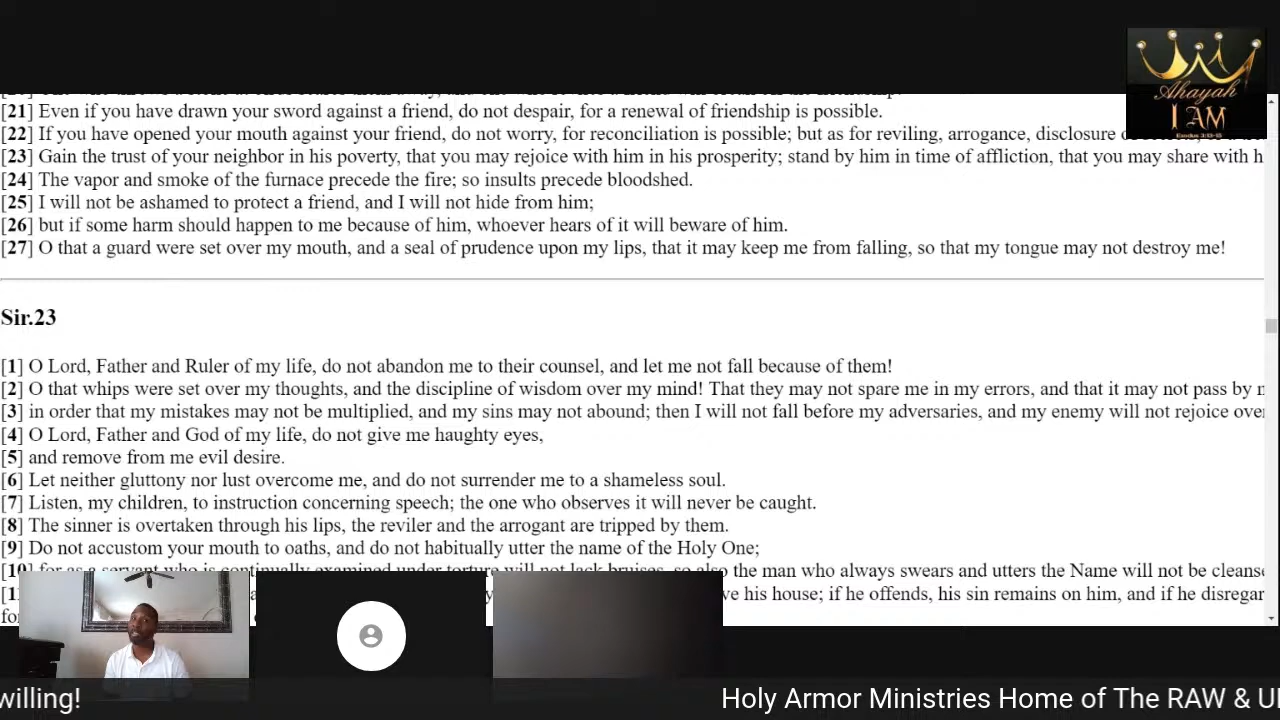 Ahayah
I AM
Exodus 3:13-15
[21] Even if you have drawn your sword against a friend, do not despair, for a renewal of friendship is possible.
[22] If you have opened your mouth against your friend, do not worry, for reconciliation is possible; but as for reviling, arrogance, disclosure
[23] Gain the trust of your neighbor in his poverty, that you may rejoice with him in his prosperity; stand by him in time of affliction, that you may share with h
[24] The vapor and smoke of the furnace precede the fire; so insults precede bloodshed.
[25] I will not be ashamed to protect a friend, and I will not hide from him;
[26] but if some harm should happen to me because of him, whoever hears of it will beware of him.
[27] O that a guard were set over my mouth, and a seal of prudence upon my lips, that it may keep me from falling, so that my tongue may not destroy me!
Sir.23
[1] O Lord, Father and Ruler of my life, do not abandon me to their counsel, and let me not fall because of them!
[2] O that whips were set over my thoughts, and the discipline of wisdom over my mind! That they may not spare me in my errors, and that it may not pass by
[3] in order that my mistakes may not be multiplied, and my sins may not abound; then I will not fall before my adversaries, and my enemy will not rejoice over
[4] O Lord, Father and God of my life, do not give me haughty eyes,
[5] and remove from me evil desire.
[6] Let neither gluttony nor lust overcome me, and do not surrender me to a shameless soul.
[7] Listen, my children, to instruction concerning speech; the one who observes it will never be caught.
[8] The sinner is overtaken through his lips, the reviler and the arrogant are tripped by them.
[9] Do not accustom your mouth to oaths, and do not habitually utter the name of the Holy One;
[10] for as a servant who is continually examined under torture will not lack bruises, so also the man who always swears and utters the Name will not be cleanse
his house; if he offends, his sin remains on him, and if he disregar
willing! Holy Armor Ministries Home of The RAW &